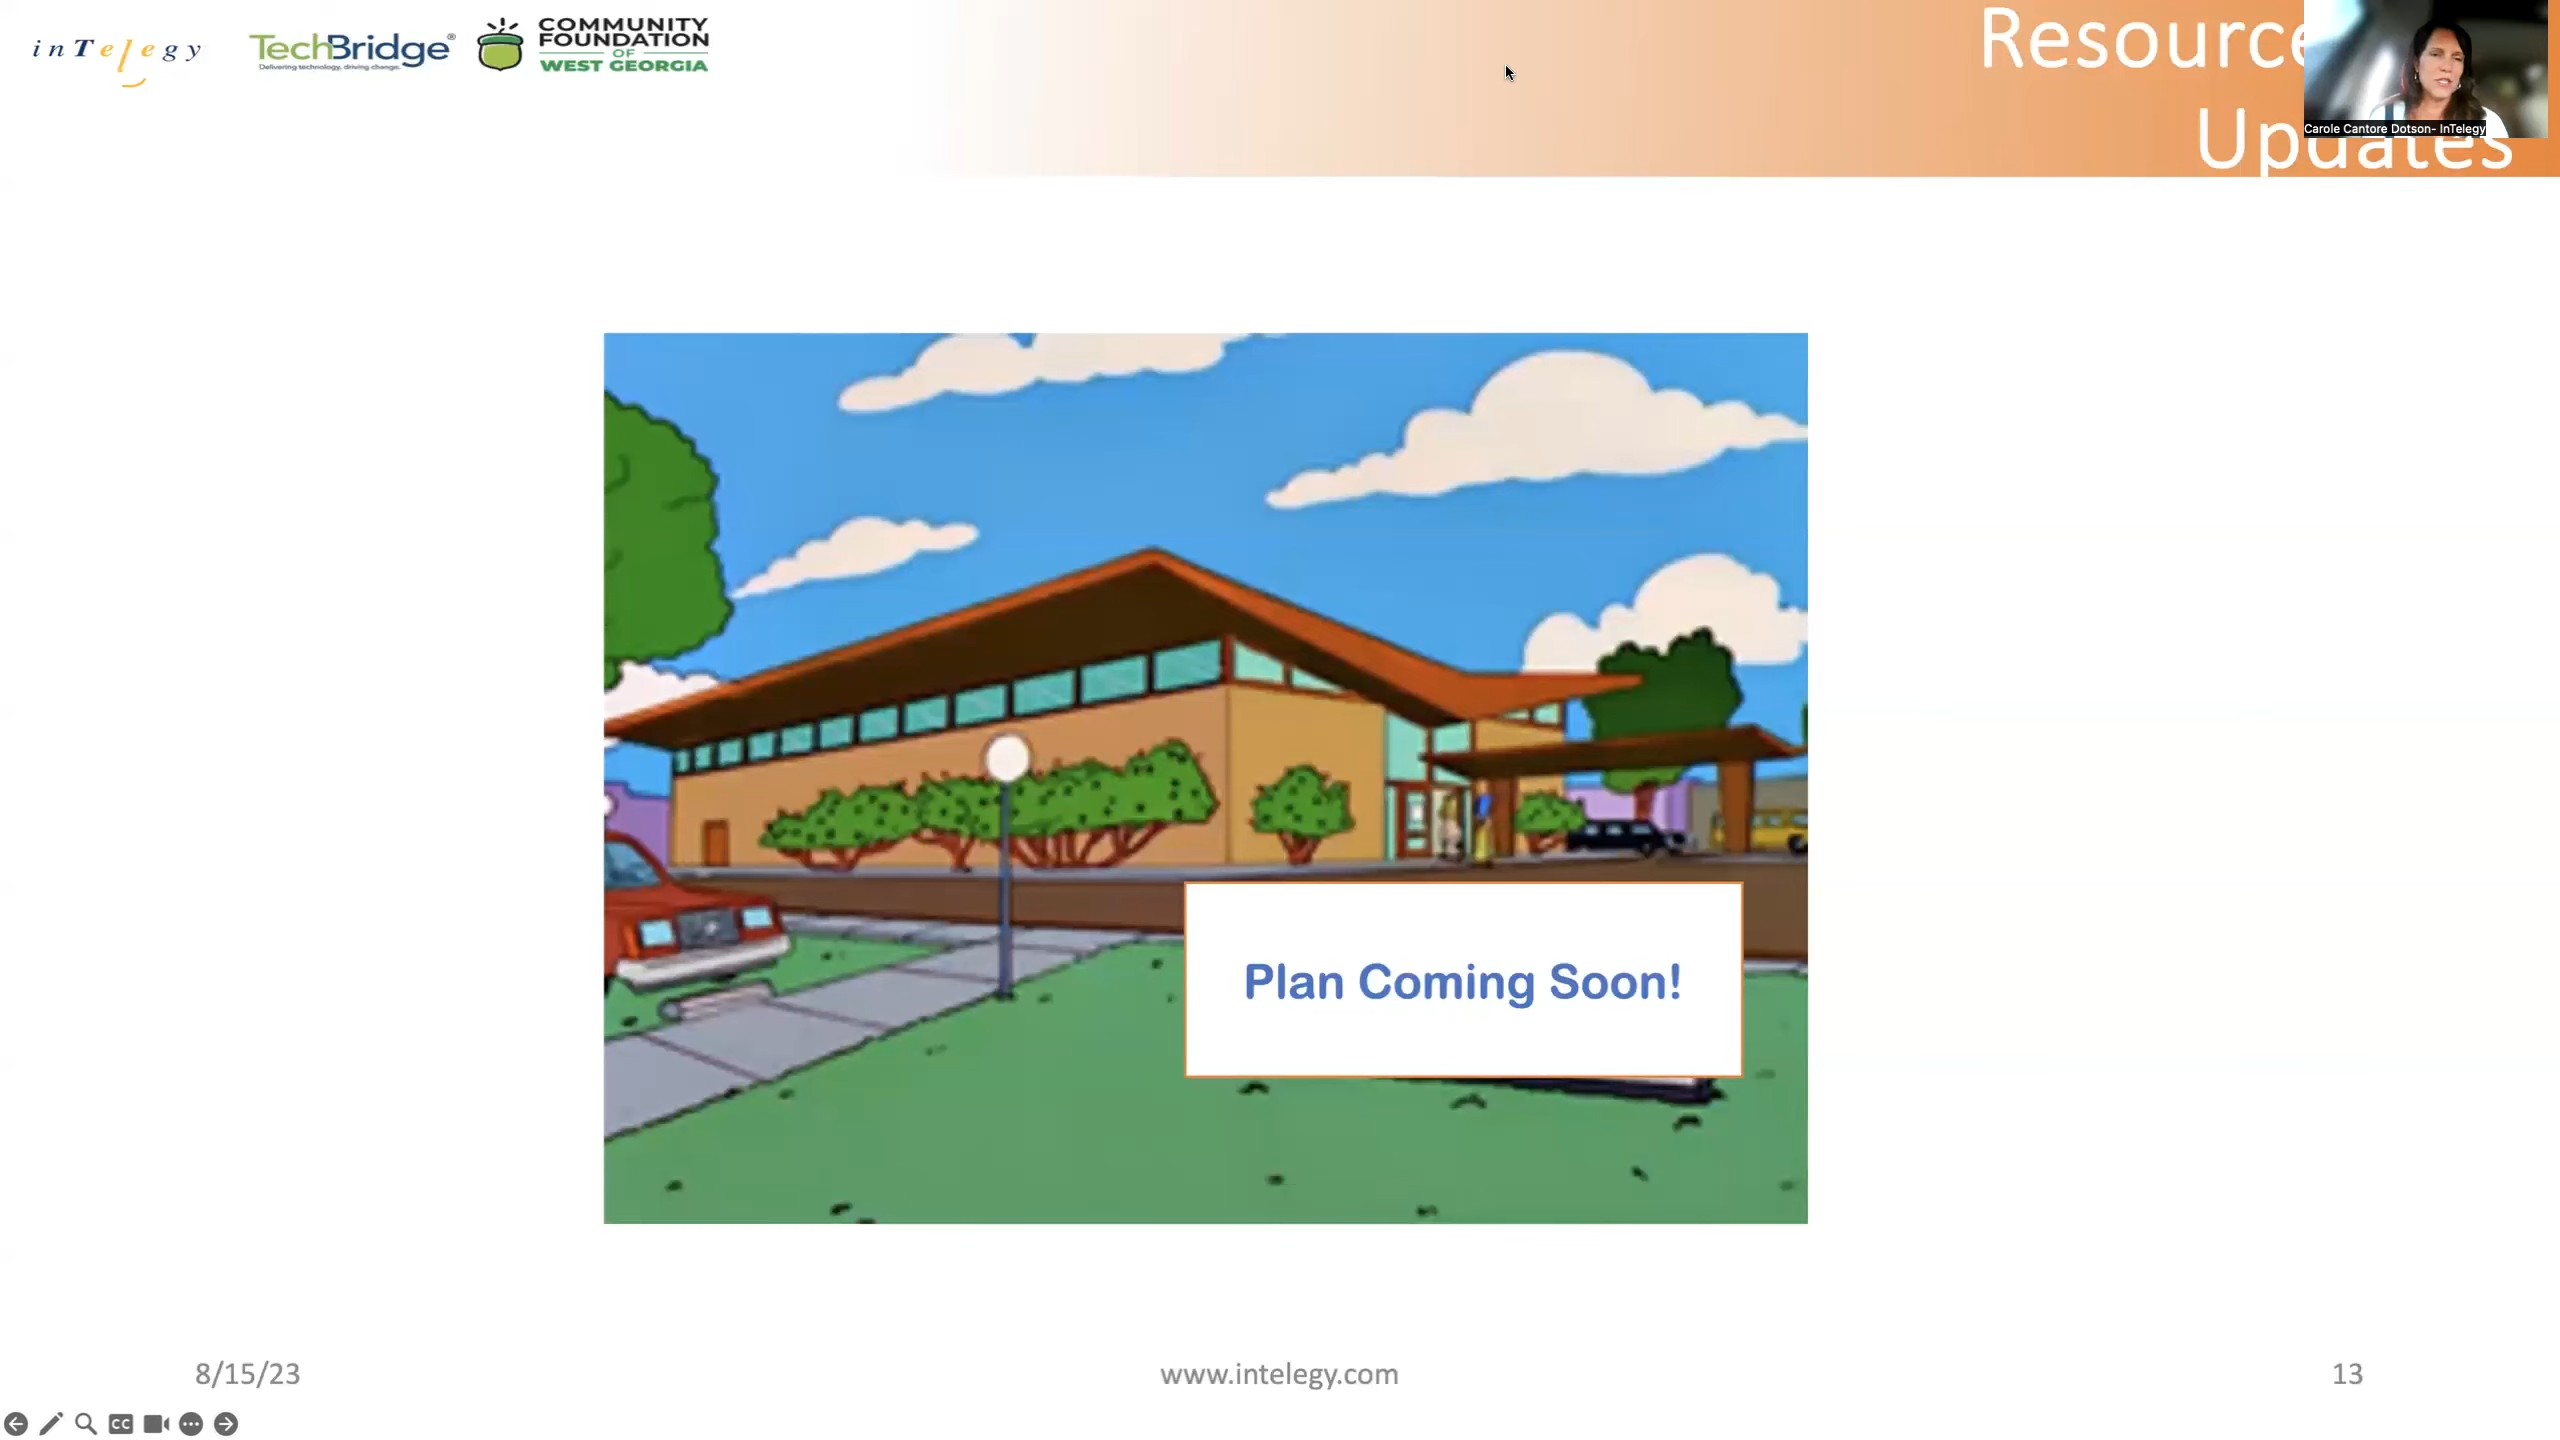 inTelegy
TechBridge®
Delivering technology, driving change.
COMMUNITY
FOUNDATION
OF
WEST GEORGIA
Resource
Updates
Carole Cantore Dotson- InTelegy
Plan Coming Soon!
8/15/23
www.intelegy.com
13
CC